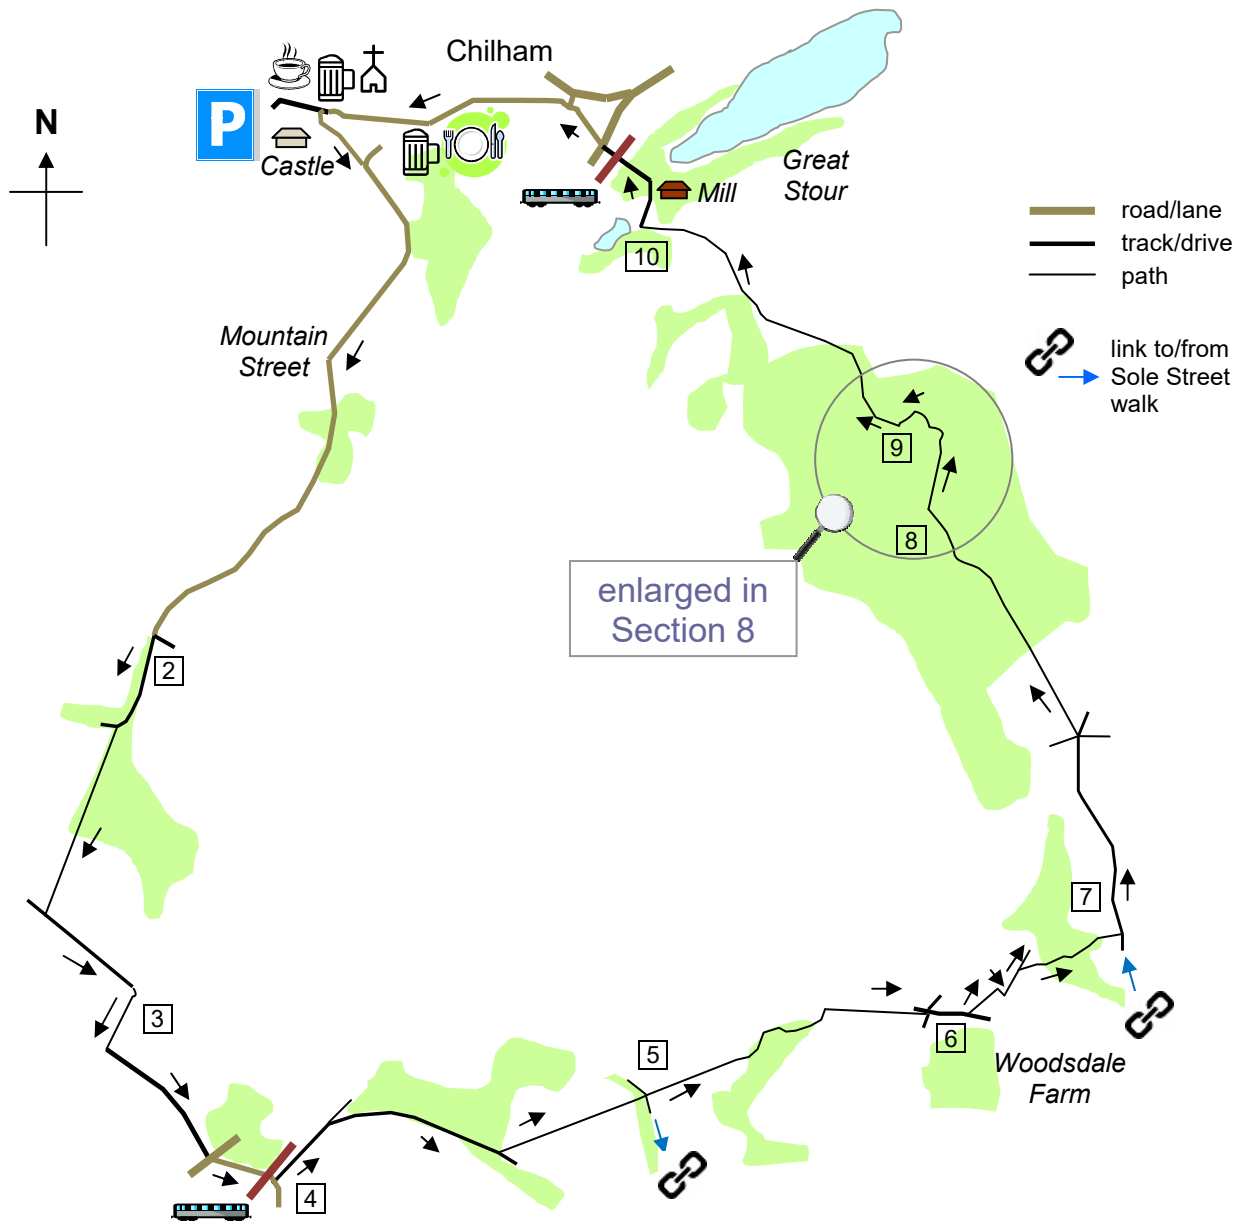 Chilham
N
P
Castle
Great
Stour
Mill
road/lane
track/drive
path
10
Mountain
Street
link to/from
Sole Street
walk
9
8
enlarged in
Section 8
2
7
3
5
6
Woodsdale
Farm
4